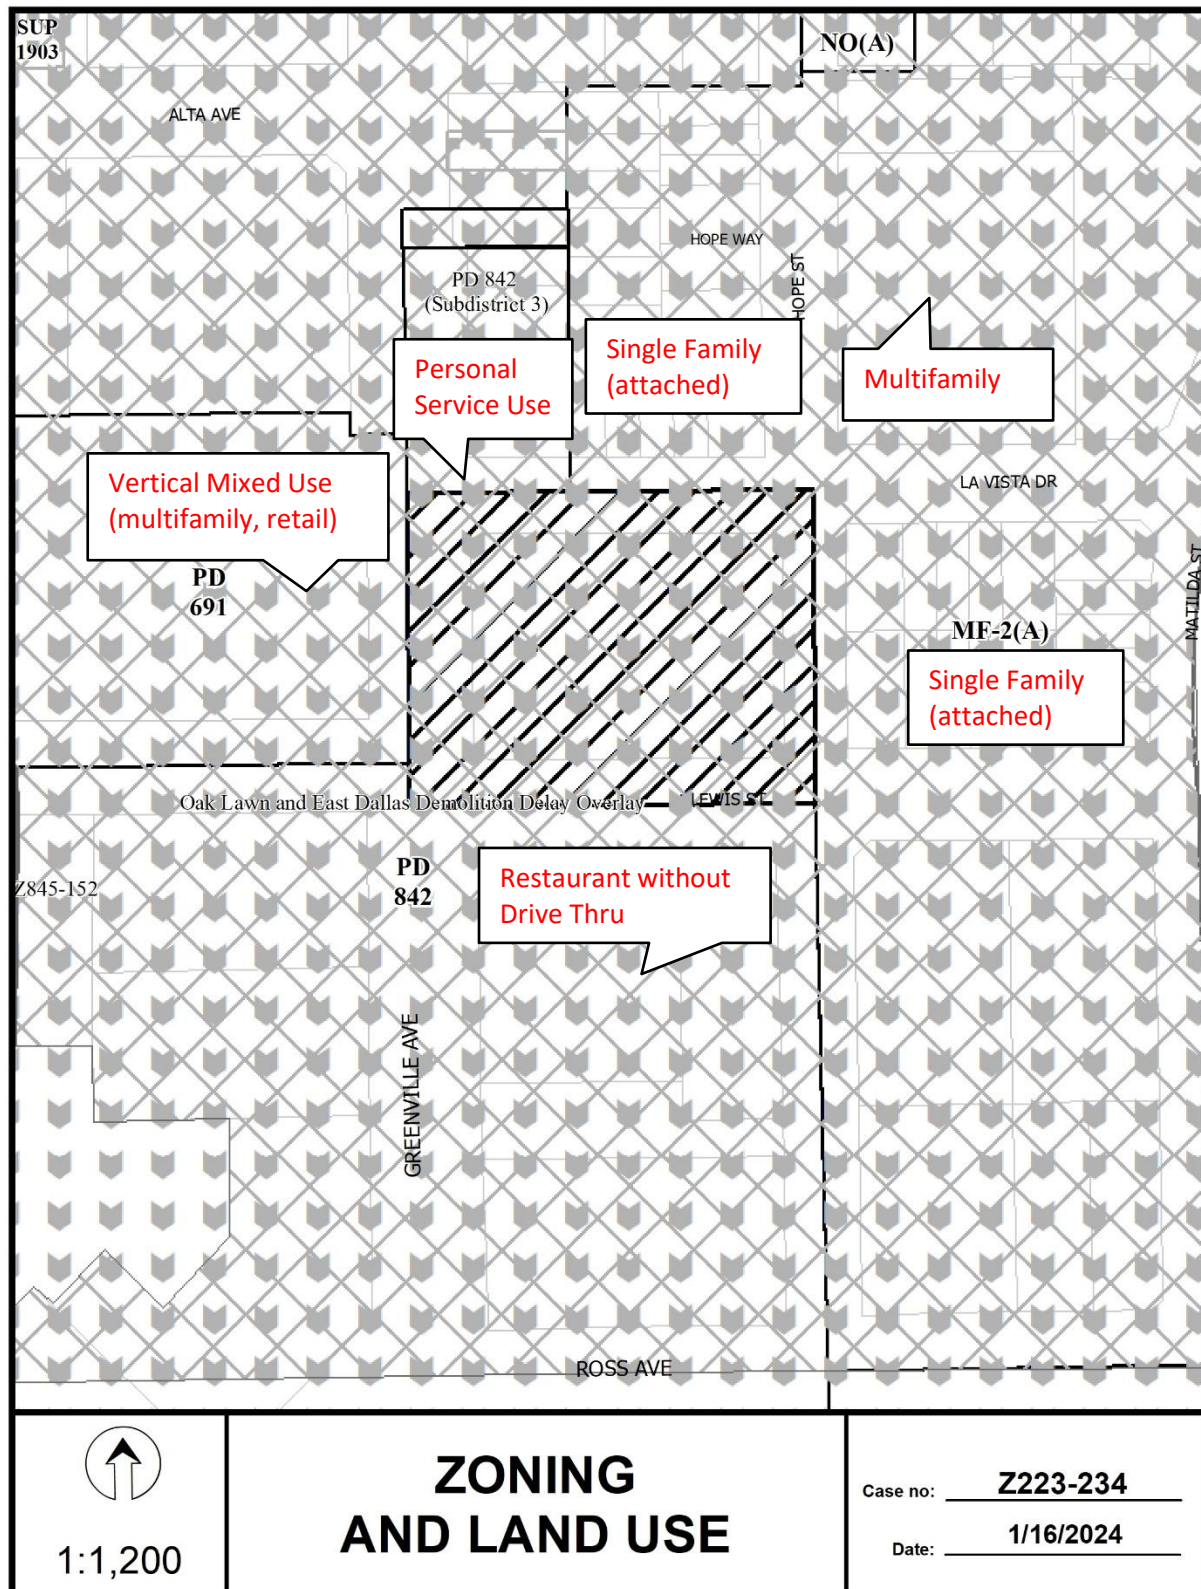 SUP
1903
NO(A)
ALTA AVE
HOPE WAY
HOPE ST
PD 842
(Subdistrict 3)
Personal
Service Use
Single Family
(attached)
Multifamily
Vertical Mixed Use
(multifamily, retail)
LA VISTA DR
PD
691
MATILDA ST
MF-2(A)
Single Family
(attached)
Oak Lawn and East Dallas Demolition Delay Overlay
LEWIS ST
PD
842
Z845-152
Restaurant without
Drive Thru
GREENVILLE AVE
ROSS AVE
1:1,200
ZONING
AND LAND USE
Case no: Z223-234
Date: 1/16/2024